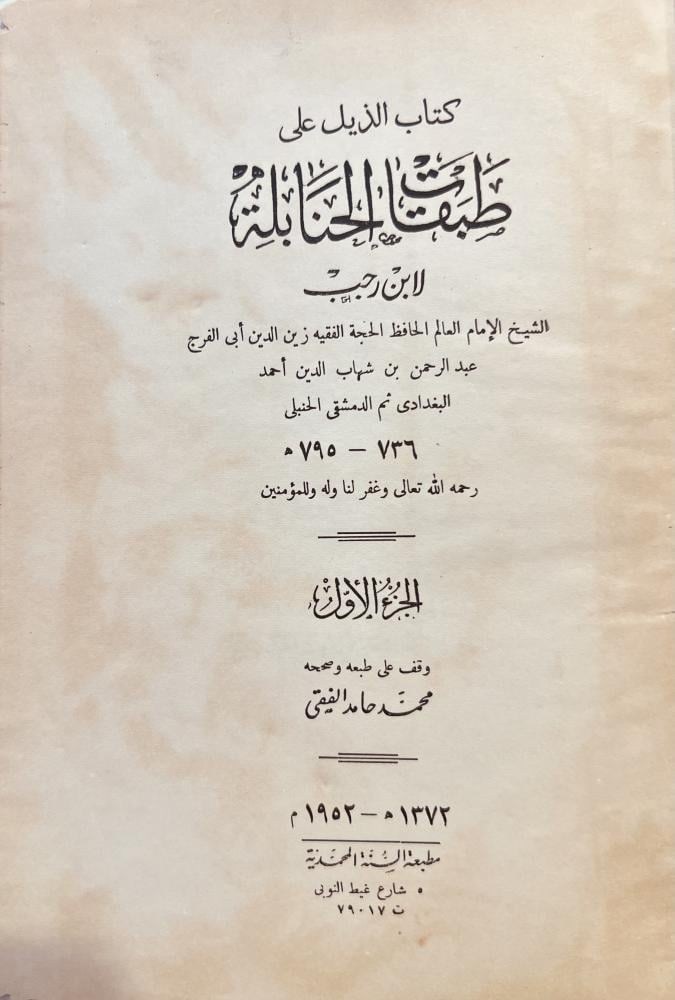 كتاب الذيل على
طبقات الحنابلة
لابن رجب
الشيخ الإمام العالم الحافظ الحجة الفقيه زين الدين أبى الفرج
عبد الرحمن بن شهاب الدين أحمد
البغدادى ثم الدمشقى الحنبلى
٧٣٦ – ٧٩٥ ه
رحمه الله تعالى وغفر لنا وله وللمؤمنين
الجزء الأول
وقف على طبعه وصححه
محمد حامد الفيقى
١٣٧٢ ه – ١٩٥٢ م
مطبعة السنة المحمدية
٥ شارع غيط النوبى
ت ٧٩٠١٧